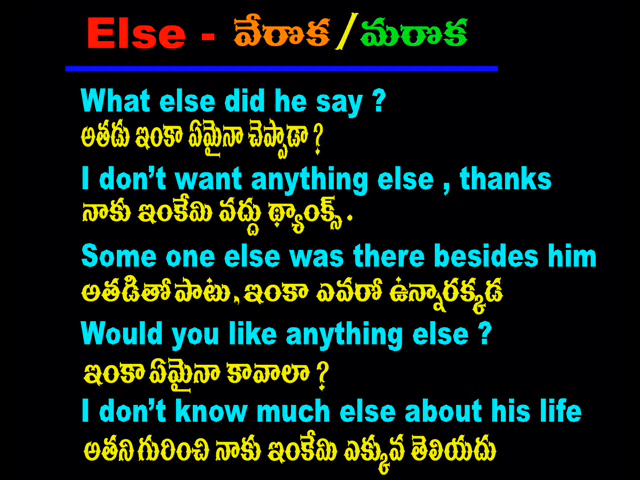 Else - వేరొక / మరొక
What else did he say ?
అతడు ఇంకా ఏమైనా చెప్పాడా ?
I don't want anything else , thanks
నాకు ఇంకేమి వద్దు థ్యాంక్స్ .
Some one else was there besides him
అతడితో పాటు , ఇంకా ఎవరో ఉన్నారక్కడ
Would you like anything else ?
ఇంకా ఏమైనా కావాలా ?
I don't know much else about his life
అతని గురించి నాకు ఇంకేమి ఎక్కువ తెలియదు